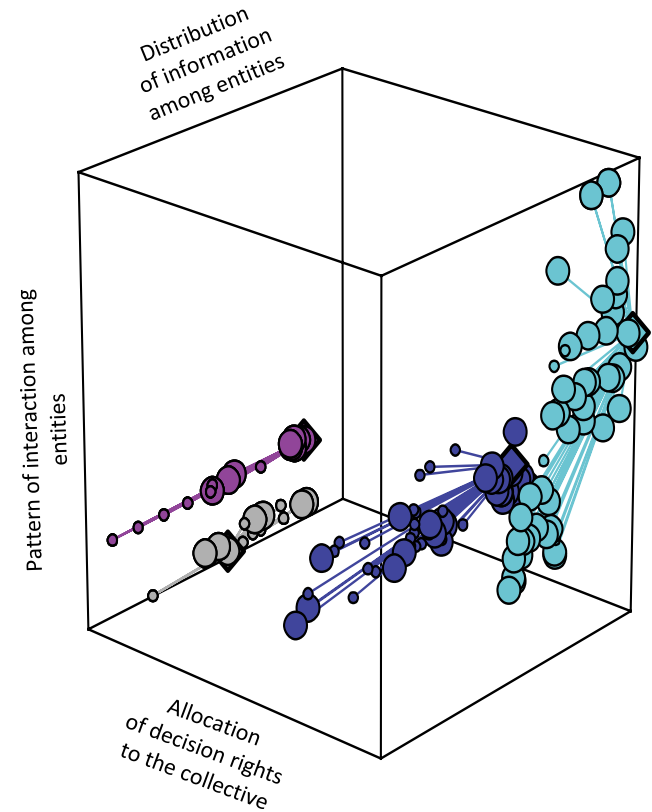 Distribution
of information
among entities
Pattern of interaction among
entities
Allocation
of decision rights
to the collective